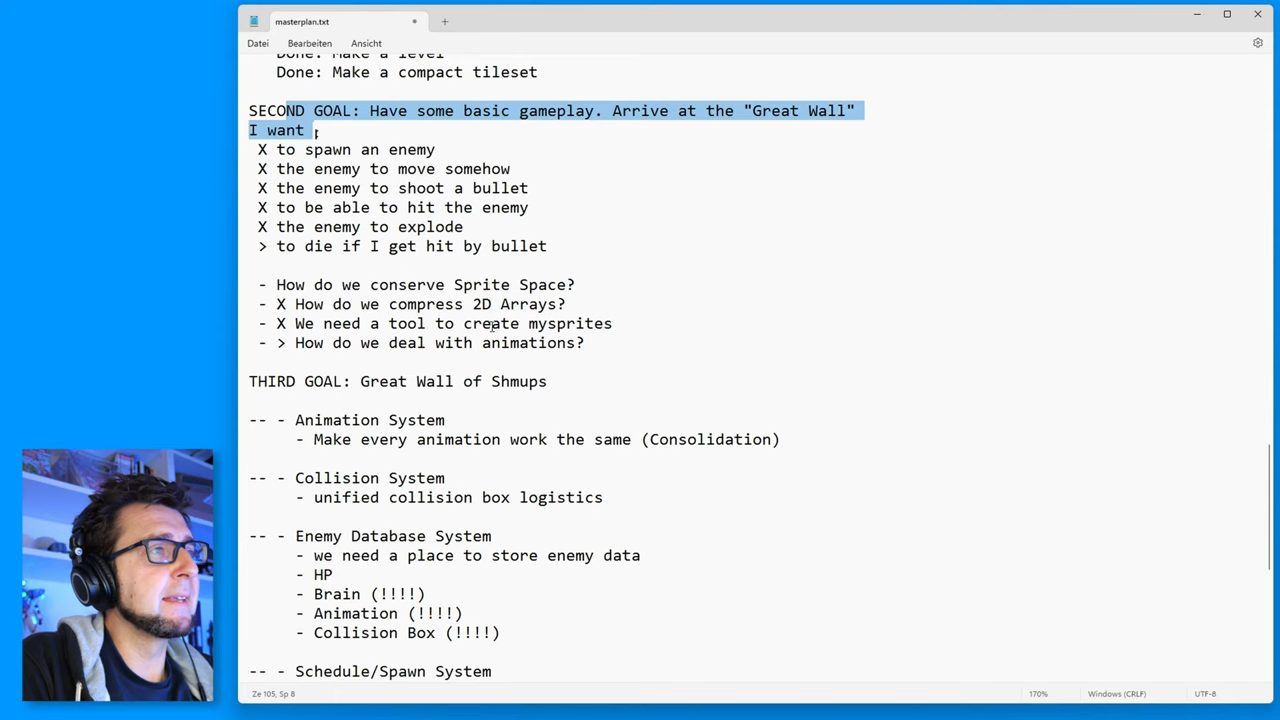 masterplan.txt
Datei Bearbeiten Ansicht
Done: Make a level
Done: Make a compact tileset
SECOND GOAL: Have some basic gameplay. Arrive at the "Great Wall"
I want
X to spawn an enemy
X the enemy to move somehow
X the enemy to shoot a bullet
X to be able to hit the enemy
X the enemy to explode
> to die if I get hit by bullet
- How do we conserve Sprite Space?
- X How do we compress 2D Arrays?
- X We need a tool to create mysprites
- > How do we deal with animations?
THIRD GOAL: Great Wall of Shmups
-- - Animation System
- Make every animation work the same (Consolidation)
-- - Collision System
- unified collision box logistics
-- - Enemy Database System
- we need a place to store enemy data
- HP
- Brain (!!!!)
- Animation (!!!!)
- Collision Box (!!!!)
-- - Schedule/Spawn System
Ze 105, Sp 8 170% Windows (CRLF) UTF-8